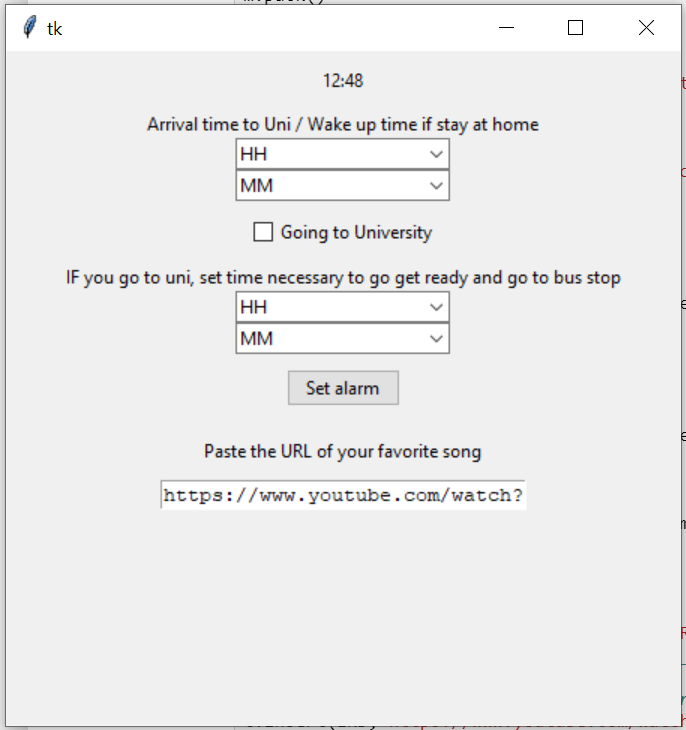 tk
12:48
Arrival time to Uni / Wake up time if stay at home
HH
MM
Going to University
IF you go to uni, set time necessary to go get ready and go to bus stop
HH
MM
Set alarm
Paste the URL of your favorite song
https://www.youtube.com/watch?